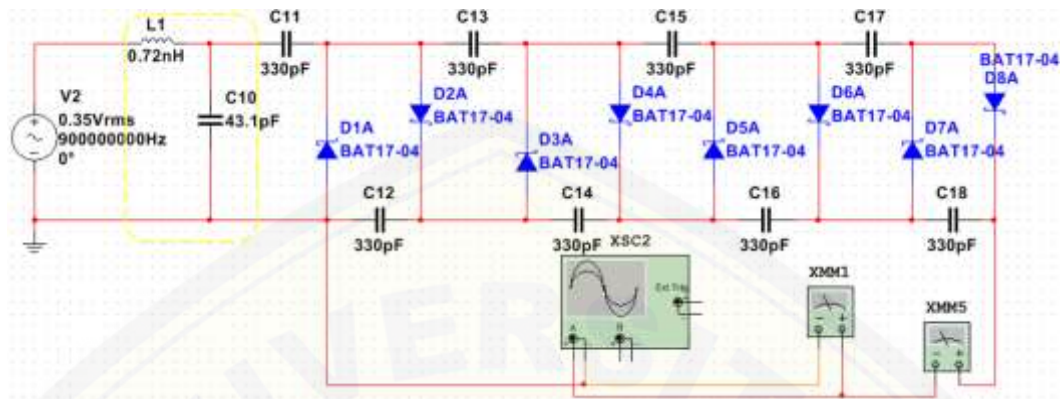 L1
0.72nH
C11
330pF
C13
330pF
C15
330pF
C17
330pF
BAT17-04
D8A
V2
0.35Vrms
900000000Hz
0°
C10
43.1pF
D1A
BAT17-04
D2A
BAT17-04
D3A
BAT17-04
D4A
BAT17-04
D5A
BAT17-04
D6A
BAT17-04
D7A
BAT17-04
C12
330pF
C14
330pF
C16
330pF
C18
330pF
XSC2
Ext Trig
A
B
XMM1
XMM5
VERSIT